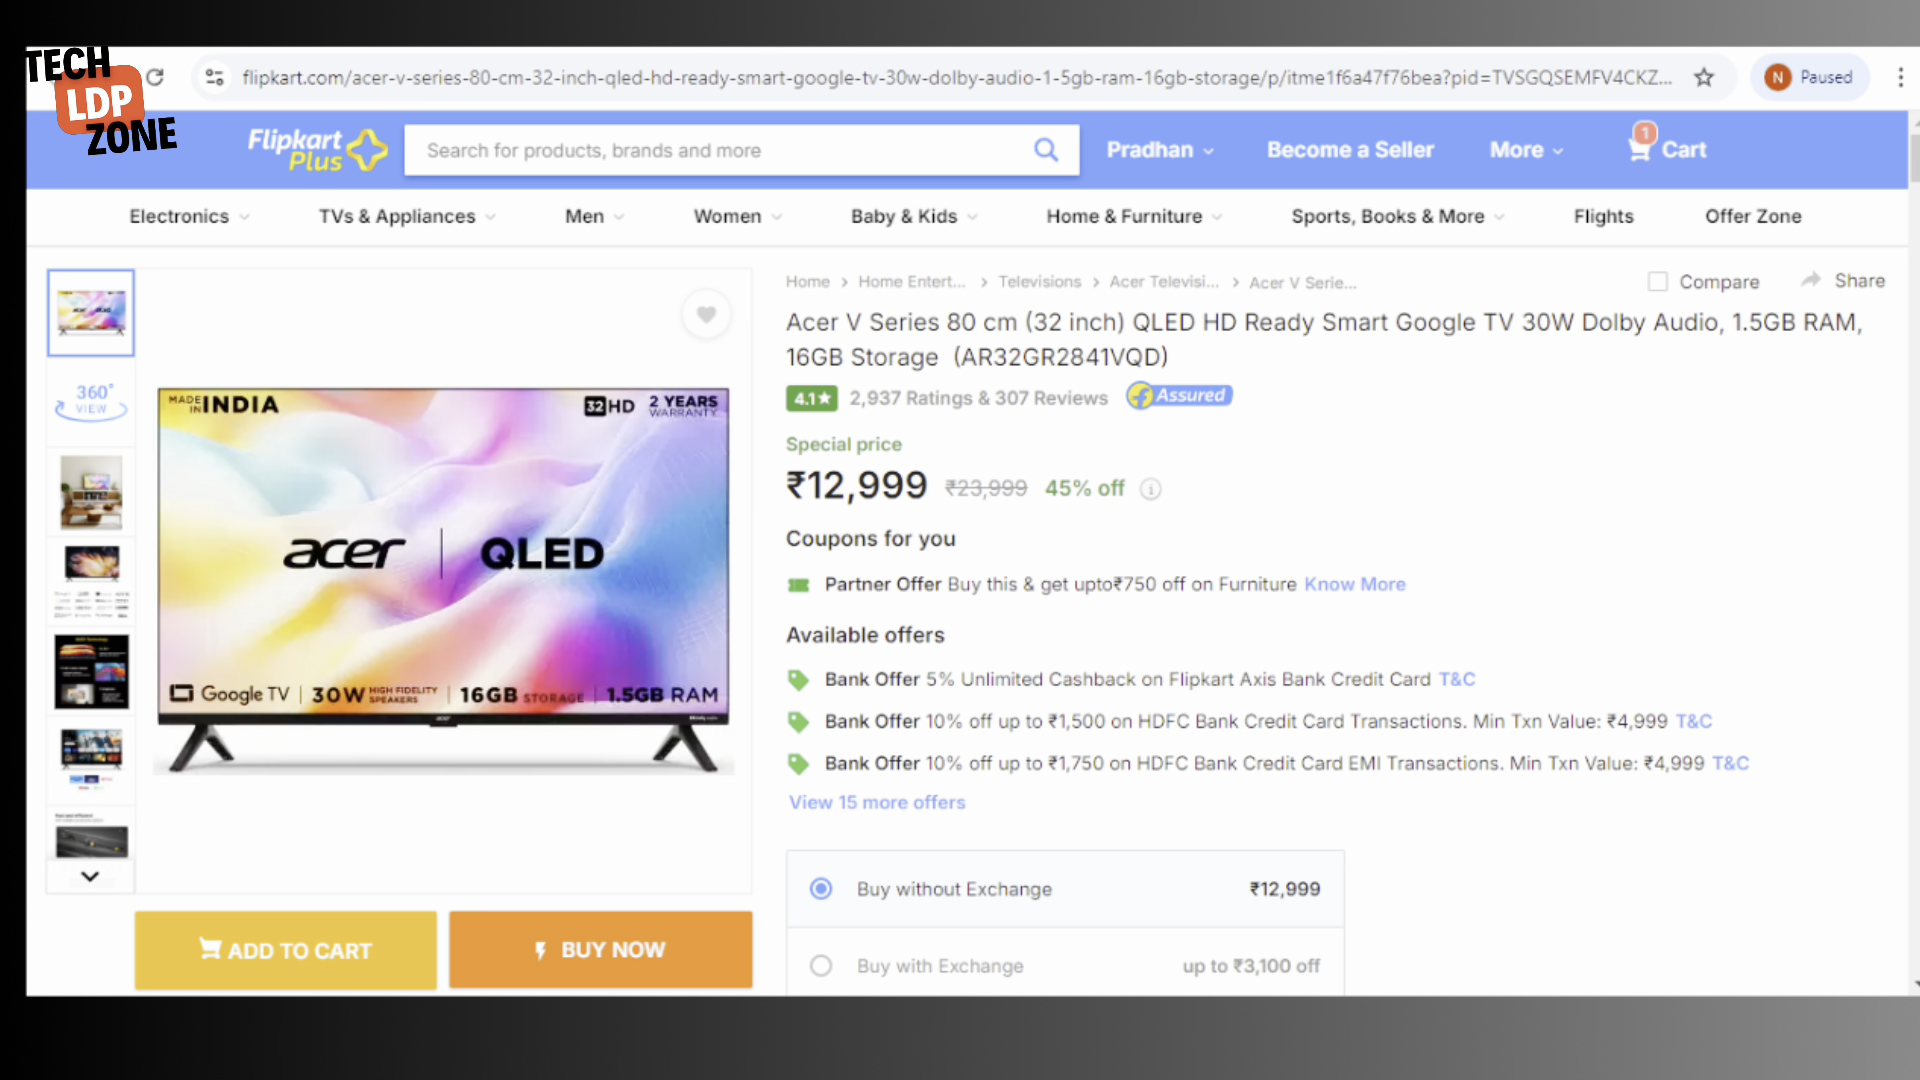 TECH
LDP
ZONE
flipkart.com/acer-v-series-80-cm-32-inch-qled-hd-ready-smart-google-tv-30w-dolby-audio-1-5gb-ram-16gb-storage/p/itme1f6a47f76bea?pid=TVSGQSEMFV4CKZ...
N Paused
Flipkart
Plus
Search for products, brands and more
Pradhan
Become a Seller
More
1
Cart
Electronics
TVs & Appliances
Men
Women
Baby & Kids
Home & Furniture
Sports, Books & More
Flights
Offer Zone
Home > Home Entert... > Televisions > Acer Televisi... > Acer V Serie...
Compare
Share
Acer V Series 80 cm (32 inch) QLED HD Ready Smart Google TV 30W Dolby Audio, 1.5GB RAM,
16GB Storage (AR32GR2841VQD)
4.1★ 2,937 Ratings & 307 Reviews
Assured
Special price
₹12,999 ₹23,999 45% off
Coupons for you
Partner Offer Buy this & get upto₹750 off on Furniture Know More
Available offers
Bank Offer 5% Unlimited Cashback on Flipkart Axis Bank Credit Card T&C
Bank Offer 10% off up to ₹1,500 on HDFC Bank Credit Card Transactions. Min Txn Value: ₹4,999 T&C
Bank Offer 10% off up to ₹1,750 on HDFC Bank Credit Card EMI Transactions. Min Txn Value: ₹4,999 T&C
View 15 more offers
Buy without Exchange ₹12,999
Buy with Exchange up to ₹3,100 off
360°
VIEW
MADE IN INDIA
32 HD
2 YEARS
WARRANTY
acer | QLED
Google TV | 30W HIGH FIDELITY SPEAKERS | 16GB STORAGE | 1.5GB RAM
ADD TO CART
BUY NOW